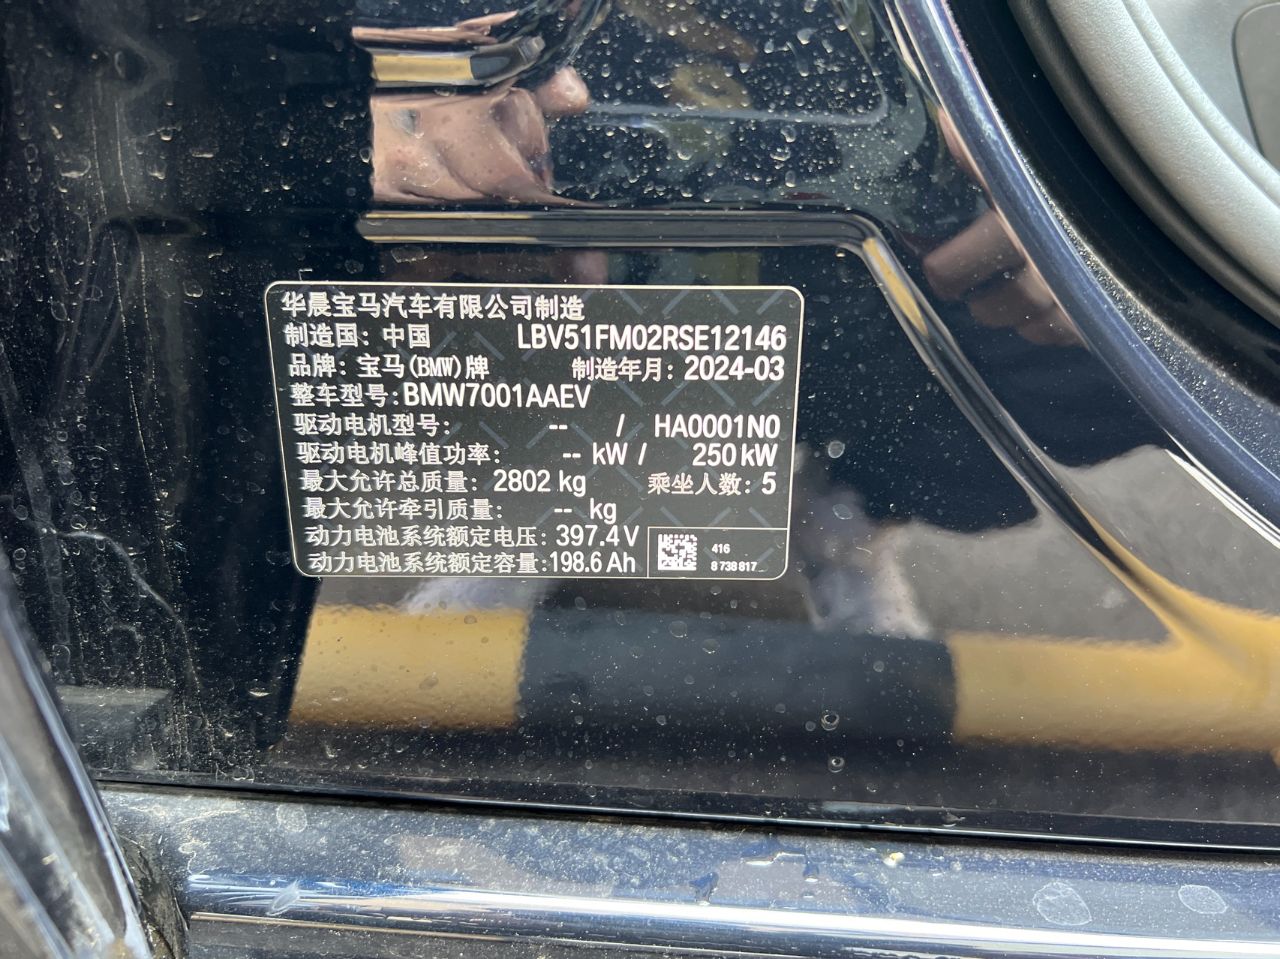 华晨宝马汽车有限公司制造
制造国：中国 LBV51FM02RSE12146
品牌：宝马(BMW)牌 制造年月：2024-03
整车型号：BMW7001AAEV
驱动电机型号： -- / HA0001N0
驱动电机峰值功率： -- kW / 250 kW
最大允许总质量： 2802 kg 乘坐人数：5
最大允许牵引质量： -- kg
动力电池系统额定电压：397.4 V
动力电池系统额定容量：198.6 Ah
416
8 738 817